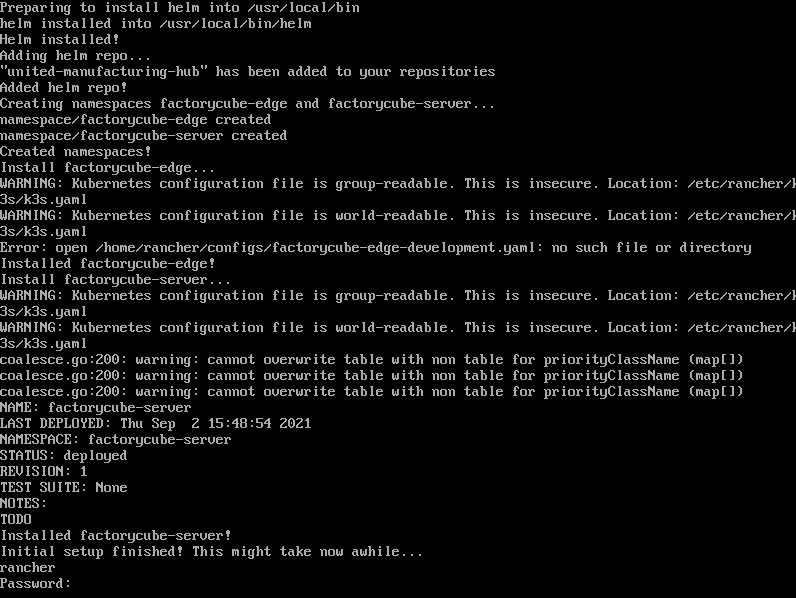 Preparing to install helm into /usr/local/bin
helm installed into /usr/local/bin/helm
Helm installed!
Adding helm repo...
"united-manufacturing-hub" has been added to your repositories
Added helm repo!
Creating namespaces factorycube-edge and factorycube-server...
namespace/factorycube-edge created
namespace/factorycube-server created
Created namespaces!
Install factorycube-edge...
WARNING: Kubernetes configuration file is group-readable. This is insecure. Location: /etc/rancher/k
3s/k3s.yaml
WARNING: Kubernetes configuration file is world-readable. This is insecure. Location: /etc/rancher/k
3s/k3s.yaml
Error: open /home/rancher/configs/factorycube-edge-development.yaml: no such file or directory
Installed factorycube-edge!
Install factorycube-server...
WARNING: Kubernetes configuration file is group-readable. This is insecure. Location: /etc/rancher/k
3s/k3s.yaml
WARNING: Kubernetes configuration file is world-readable. This is insecure. Location: /etc/rancher/k
3s/k3s.yaml
coalesce.go:200: warning: cannot overwrite table with non table for priorityClassName (map[])
coalesce.go:200: warning: cannot overwrite table with non table for priorityClassName (map[])
coalesce.go:200: warning: cannot overwrite table with non table for priorityClassName (map[])
NAME: factorycube-server
LAST DEPLOYED: Thu Sep  2 15:48:54 2021
NAMESPACE: factorycube-server
STATUS: deployed
REVISION: 1
TEST SUITE: None
NOTES:
TODO
Installed factorycube-server!
Initial setup finished! This might take now awhile...
rancher
Password: